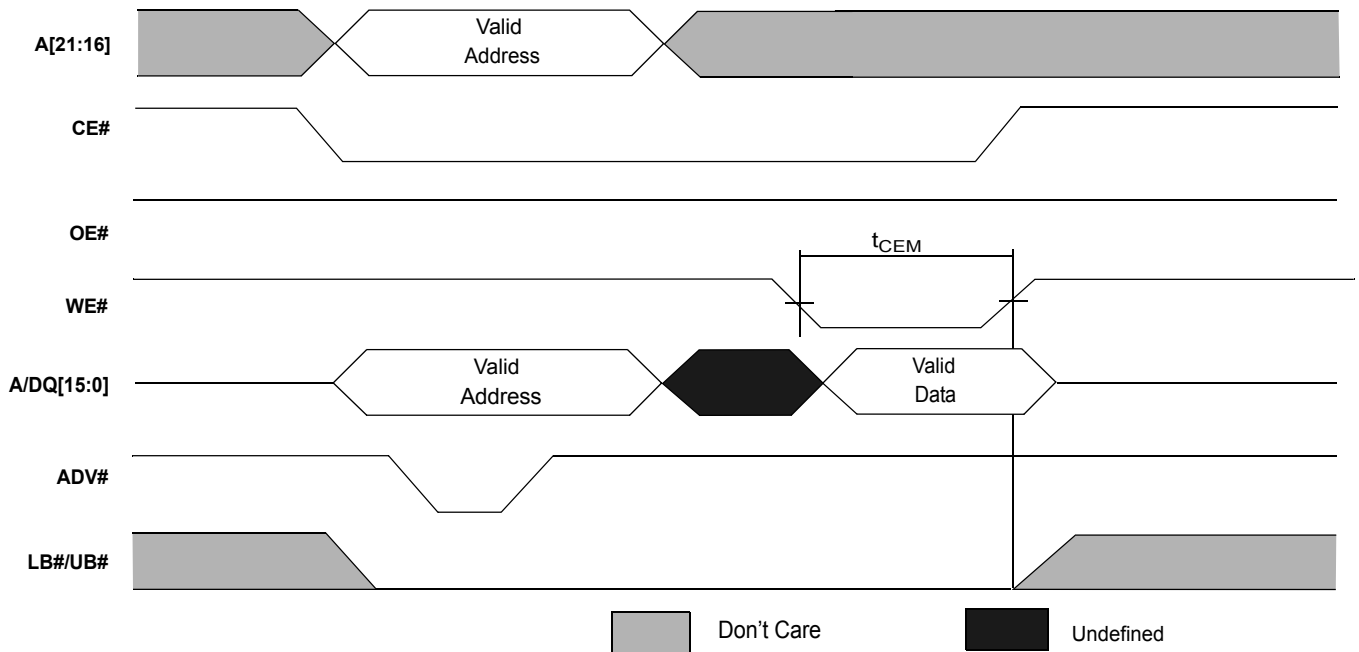 A[21:16]
Valid
Address
CE#
OE#
tCEM
WE#
A/DQ[15:0]
Valid
Address
Valid
Data
ADV#
LB#/UB#
Don't Care
Undefined